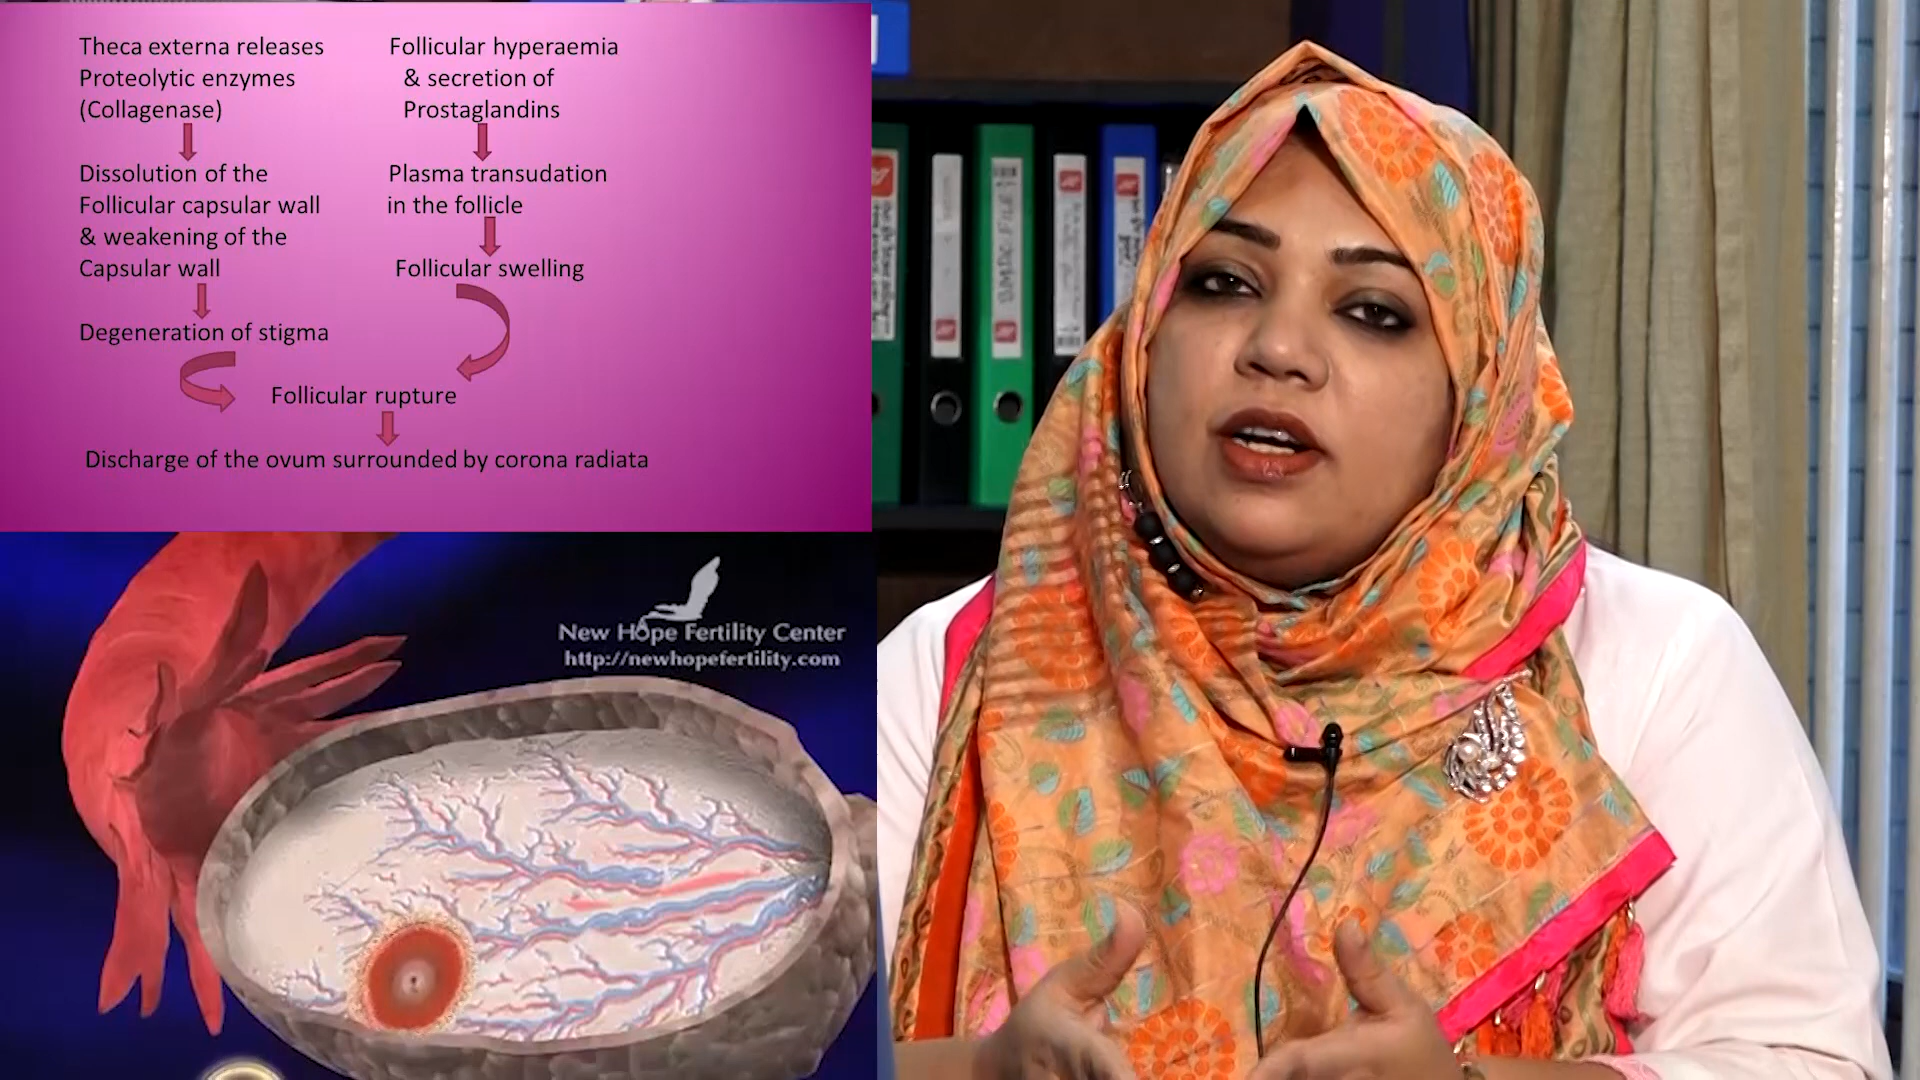 Theca externa releases
Proteolytic enzymes
(Collagenase)
Dissolution of the
Follicular capsular wall
& weakening of the
Capsular wall
Degeneration of stigma
Follicular hyperaemia
& secretion of
Prostaglandins
Plasma transudation
in the follicle
Follicular swelling
Follicular rupture
Discharge of the ovum surrounded by corona radiata
New Hope Fertility Center
http://newhopefertility.com